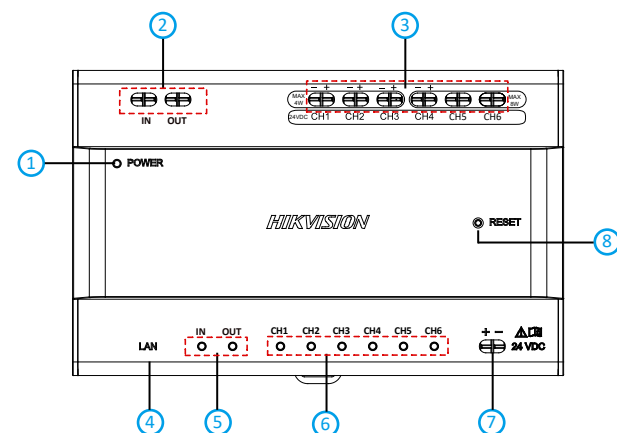 2
3
− + − + − + − +
MAX 4W
MAX 8W
IN OUT
24VDC CH1 CH2 CH3 CH4 CH5 CH6
1
POWER
HIKVISION
RESET
8
IN OUT
CH1 CH2 CH3 CH4 CH5 CH6
+ −
LAN
24 VDC
4
5
6
7